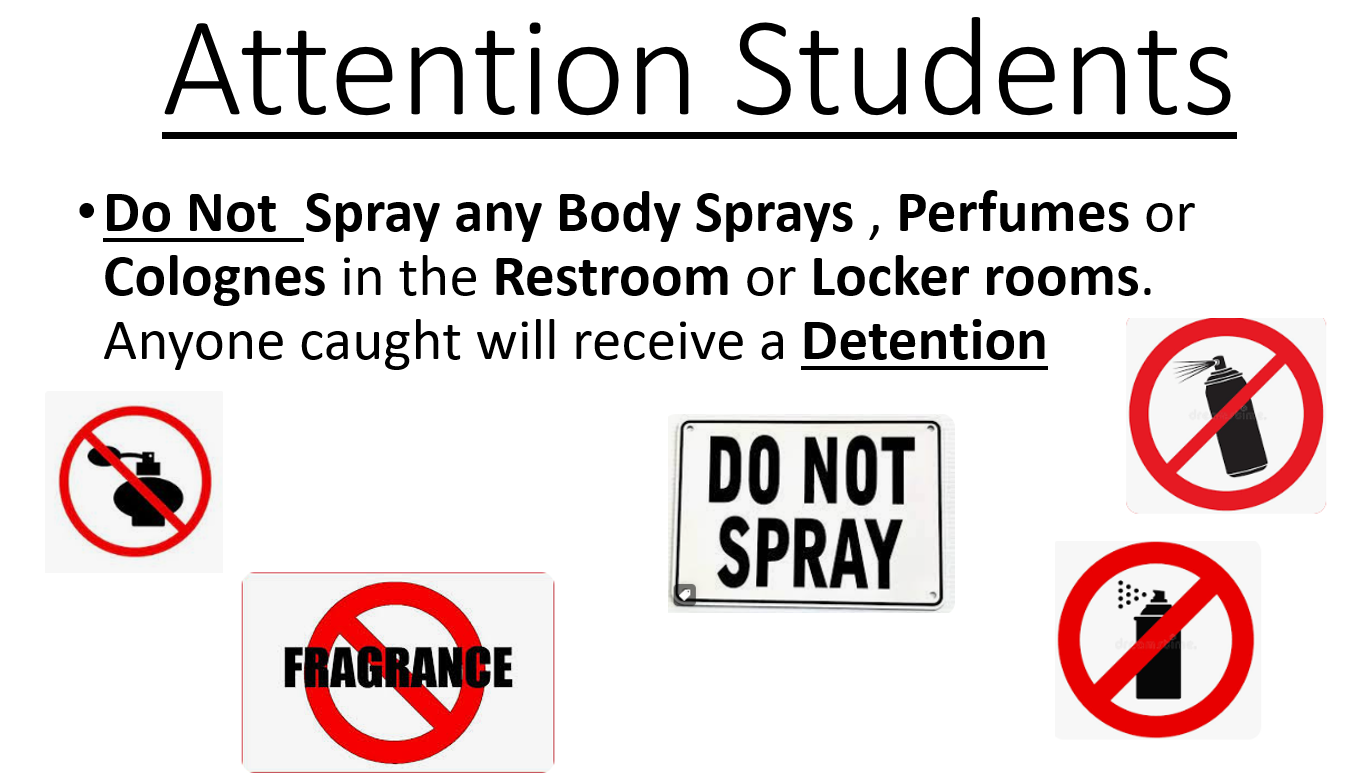 Attention Students
•Do Not Spray any Body Sprays , Perfumes or
Colognes in the Restroom or Locker rooms.
Anyone caught will receive a Detention
DO NOT
SPRAY
FRAGRANCE